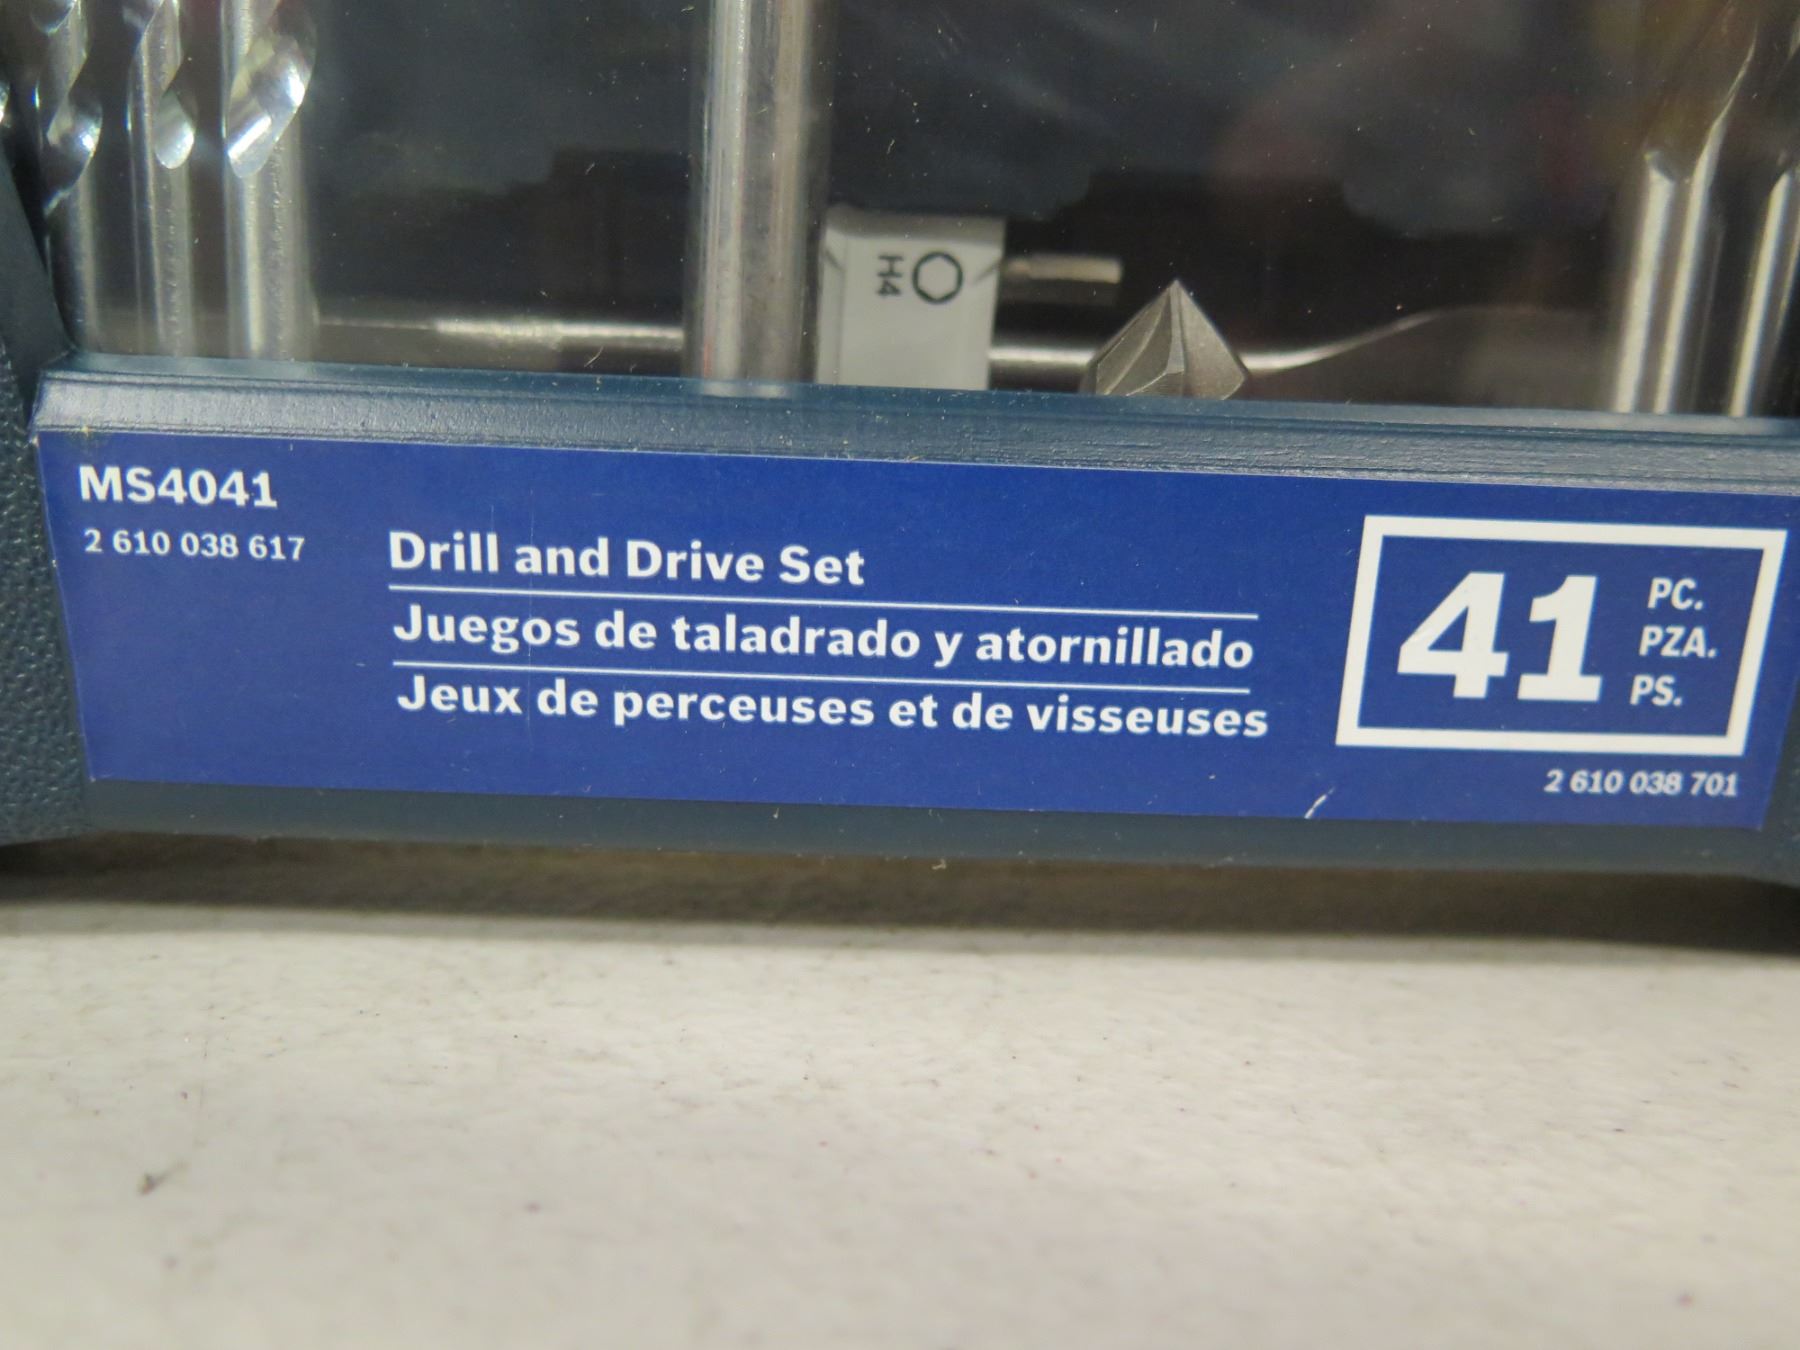 H4
MS4041
2 610 038 617
Drill and Drive Set
Juegos de taladrado y atornillado
Jeux de perceuses et de visseuses
41
PC.
PZA.
PS.
2 610 038 701